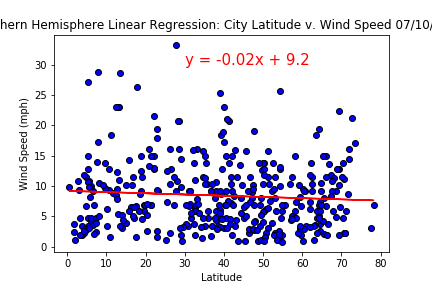 hern Hemisphere Linear Regression: City Latitude v. Wind Speed 07/10/
y = -0.02x + 9.2
Wind Speed (mph)
30
25
20
15
10
5
0
0 10 20 30 40 50 60 70 80
Latitude